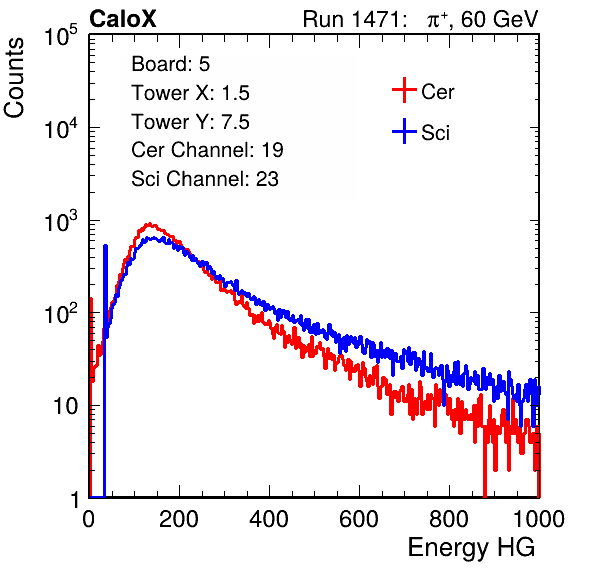 CaloX Run 1471: π⁺, 60 GeV
Counts
Board: 5
Tower X: 1.5
Tower Y: 7.5
Cer Channel: 19
Sci Channel: 23
Cer
Sci
10⁵
10⁴
10³
10²
10
1
0 200 400 600 800 1000
Energy HG